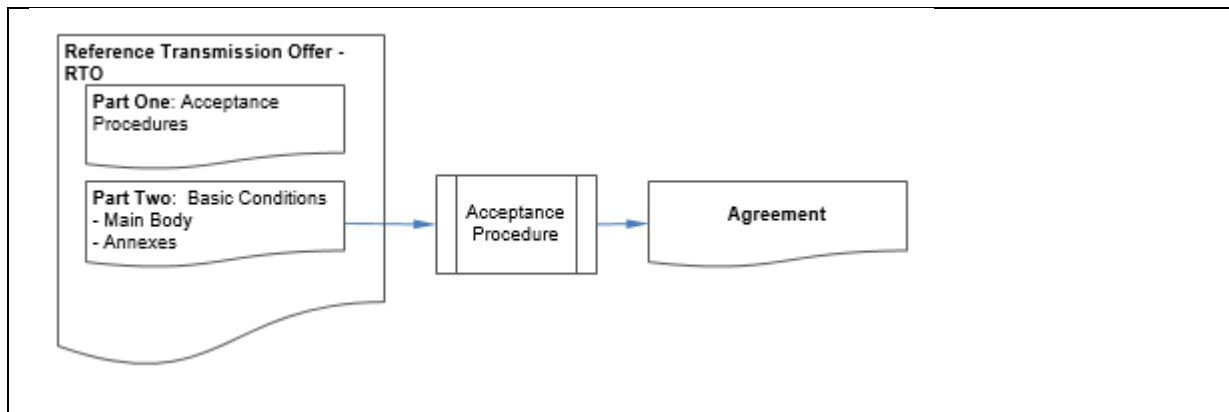 Reference Transmission Offer -
RTO
Part One: Acceptance
Procedures
Part Two:  Basic Conditions
- Main Body
- Annexes
Acceptance
Procedure
Agreement